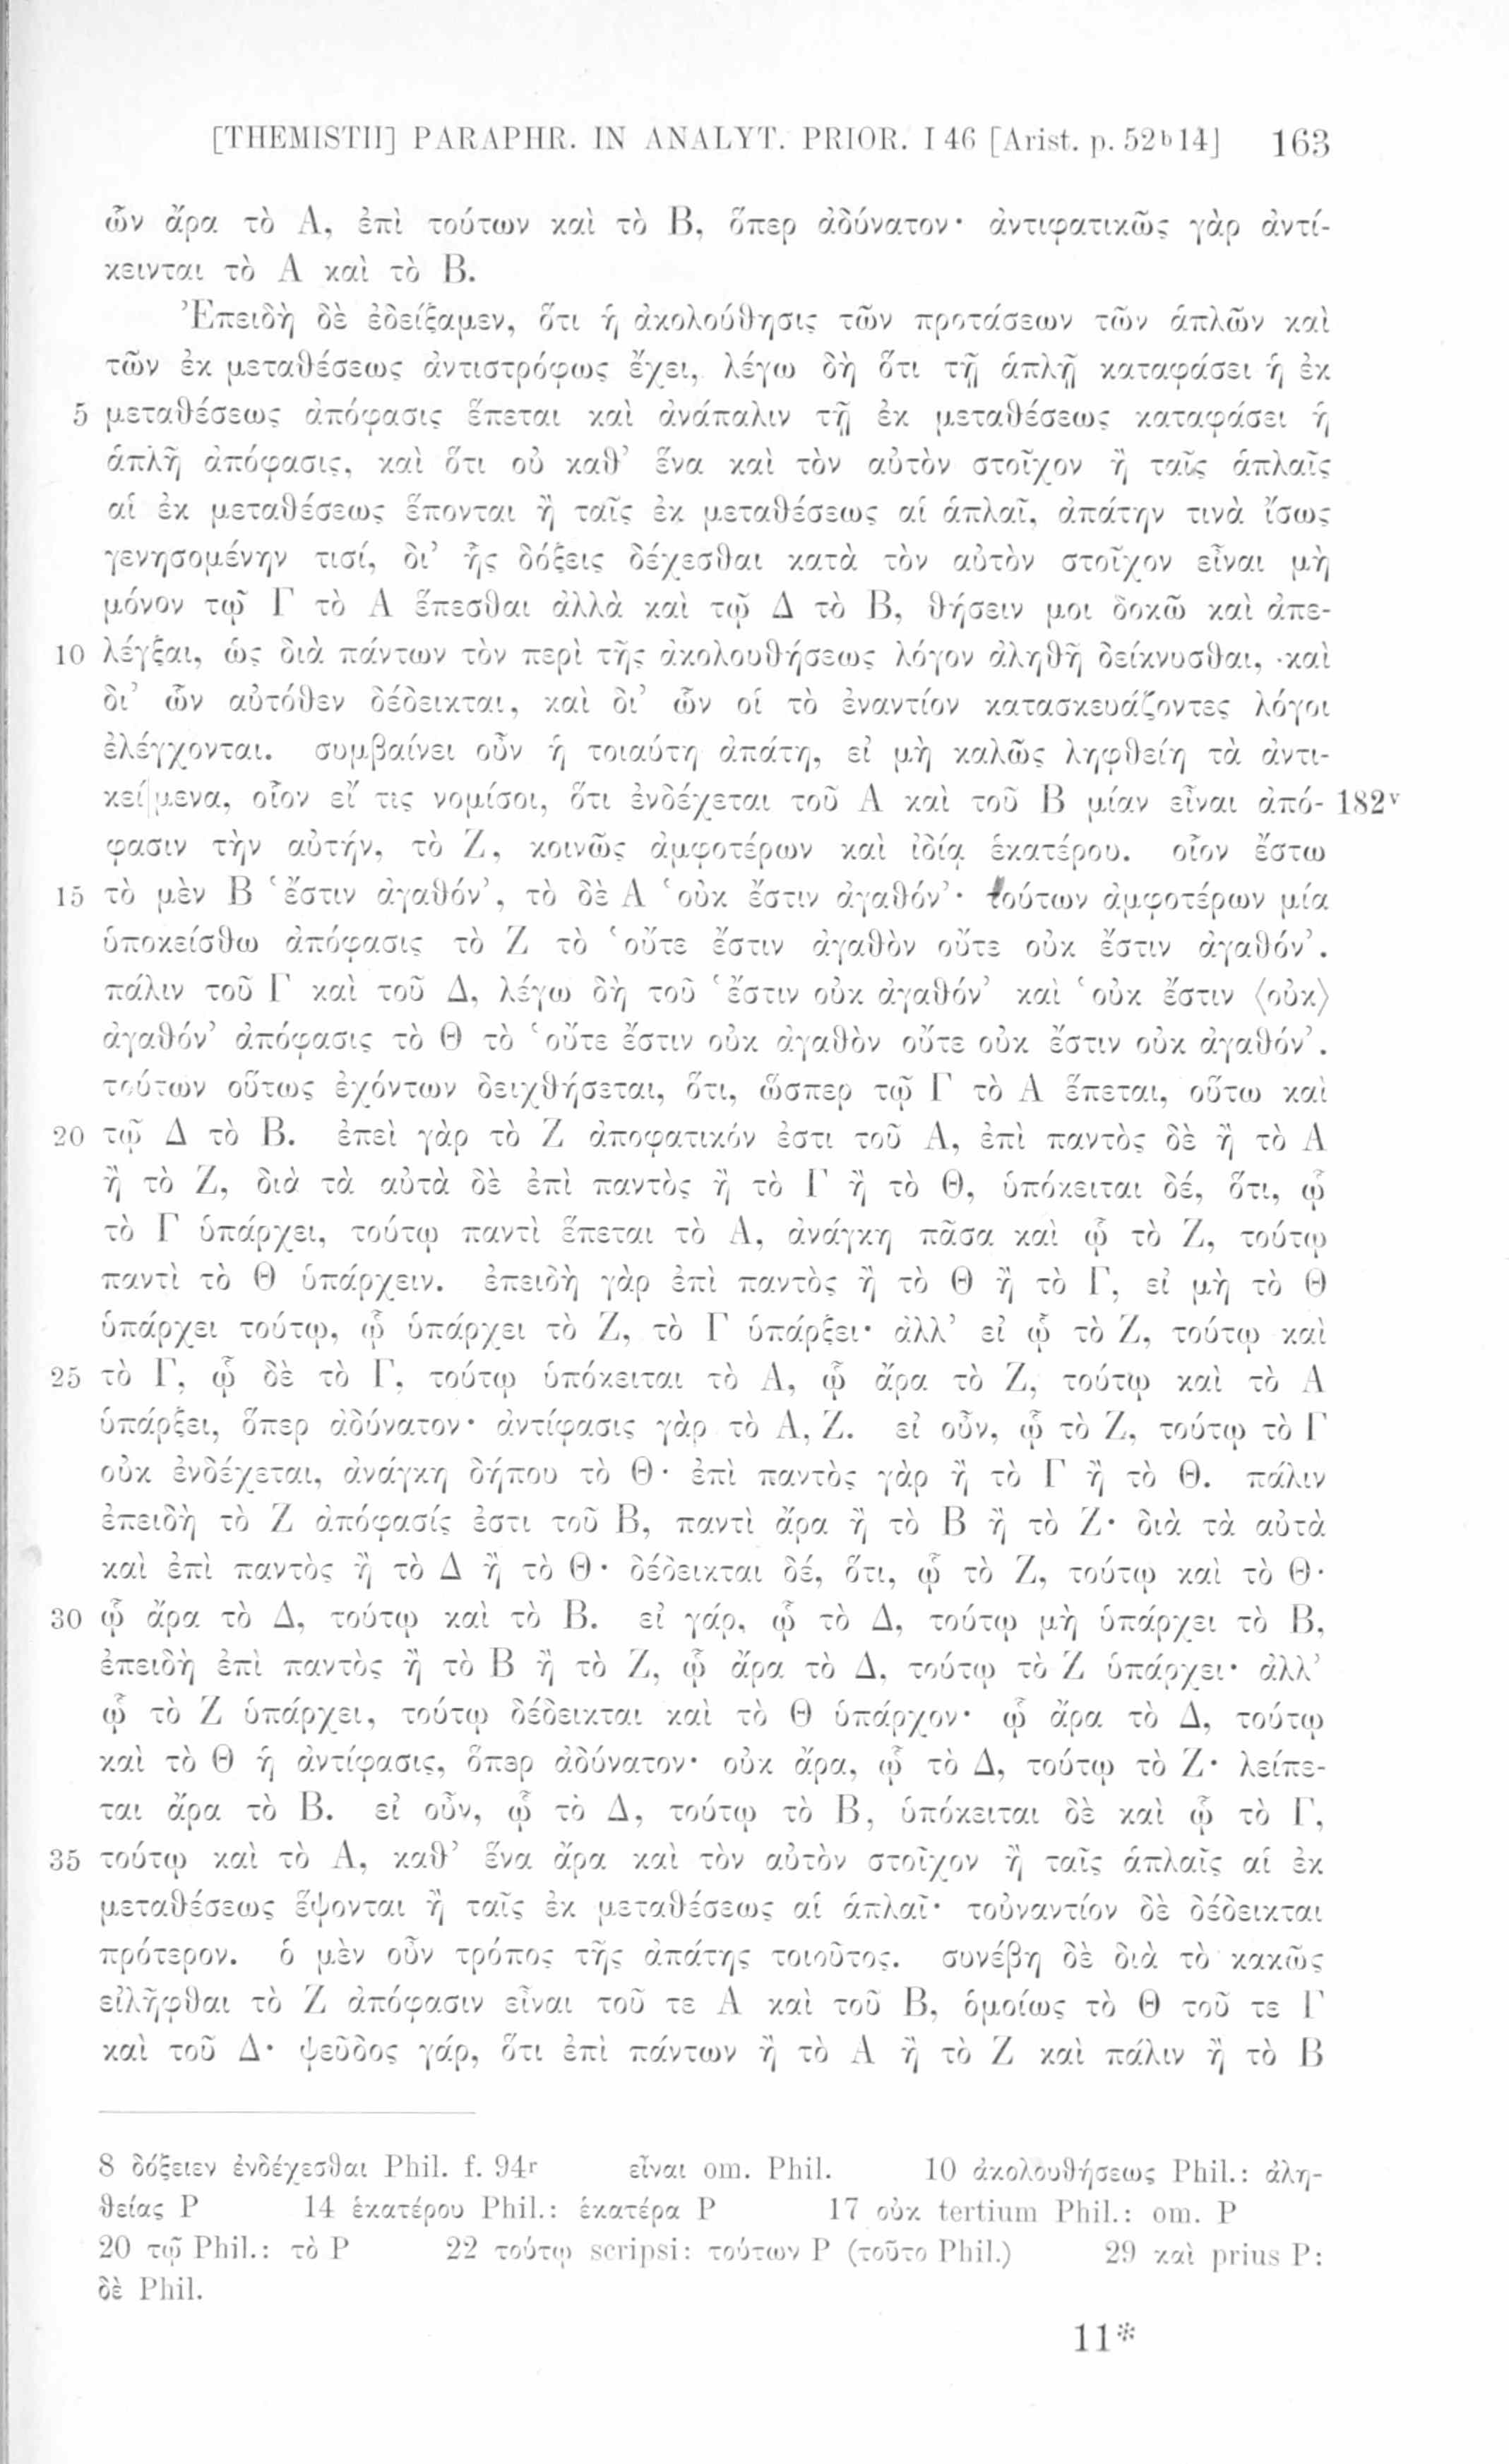 [THEMISTII] PARAPHR. IN ANALYT. PRIOR. I 46 [Arist. p. 52b14] 163
ὧν ἄρα τὸ Α, ἐπὶ τούτων καὶ τὸ Β, ὅπερ ἀδύνατον· ἀντιφατικῶς γὰρ ἀντί-
κεινται τὸ Α καὶ τὸ Β.
Ἐπειδὴ δὲ ἐδείξαμεν, ὅτι ἡ ἀκολούθησις τῶν προτάσεων τῶν ἁπλῶν καὶ
τῶν ἐκ μεταθέσεως ἀντιστρόφως ἔχει, λέγω δὴ ὅτι τῇ ἁπλῇ καταφάσει ἡ ἐκ
5 μεταθέσεως ἀπόφασις ἕπεται καὶ ἀνάπαλιν τῇ ἐκ μεταθέσεως καταφάσει ἡ
ἁπλῆ ἀπόφασις, καὶ ὅτι οὐ καθ’ ἕνα καὶ τὸν αὐτὸν στοῖχον ἢ ταῖς ἁπλαῖς
αἱ ἐκ μεταθέσεως ἕπονται ἢ ταῖς ἐκ μεταθέσεως αἱ ἁπλαῖ, ἀπάτην τινὰ ἴσως
γενησομένην τισί, δι’ ἧς δόξεις δέχεσθαι κατὰ τὸν αὐτὸν στοῖχον εἶναι μὴ
μόνον τῷ Γ τὸ Α ἕπεσθαι ἀλλὰ καὶ τῷ Δ τὸ Β, θήσειν μοι δοκῶ καὶ ἀπε-
10 λέγξαι, ὡς διὰ πάντων τὸν περὶ τῆς ἀκολουθήσεως λόγον ἀληθῆ δείκνυσθαι, καὶ
δι’ ὧν αὐτόθεν δέδεικται, καὶ δι’ ὧν οἱ τὸ ἐναντίον κατασκευάζοντες λόγοι
ἐλέγχονται. συμβαίνει οὖν ἡ τοιαύτη ἀπάτη, εἰ μὴ καλῶς ληφθείη τὰ ἀντι-
κεί|μενα, οἷον εἴ τις νομίσοι, ὅτι ἐνδέχεται τοῦ Α καὶ τοῦ Β μίαν εἶναι ἀπό- 182v
φασιν τὴν αὐτήν, τὸ Ζ, κοινῶς ἀμφοτέρων καὶ ἰδίᾳ ἑκατέρου. οἷον ἔστω
15 τὸ μὲν Β ‘ἔστιν ἀγαθόν’, τὸ δὲ Α ‘οὐκ ἔστιν ἀγαθόν’· τούτων ἀμφοτέρων μία
ὑποκείσθω ἀπόφασις τὸ Ζ τὸ ‘οὔτε ἔστιν ἀγαθὸν οὔτε οὐκ ἔστιν ἀγαθόν’.
πάλιν τοῦ Γ καὶ τοῦ Δ, λέγω δὴ τοῦ ‘ἔστιν οὐκ ἀγαθόν’ καὶ ‘οὐκ ἔστιν ⟨οὐκ⟩
ἀγαθόν’ ἀπόφασις τὸ Θ τὸ ‘οὔτε ἔστιν οὐκ ἀγαθὸν οὔτε οὐκ ἔστιν οὐκ ἀγαθόν’.
τούτων οὕτως ἐχόντων δειχθήσεται, ὅτι, ὥσπερ τῷ Γ τὸ Α ἕπεται, οὕτω καὶ
20 τῷ Δ τὸ Β. ἐπεὶ γὰρ τὸ Ζ ἀποφατικόν ἐστι τοῦ Α, ἐπὶ παντὸς δὲ ἢ τὸ Α
ἢ τὸ Ζ, διὰ τὰ αὐτὰ δὲ ἐπὶ παντὸς ἢ τὸ Γ ἢ τὸ Θ, ὑπόκειται δέ, ὅτι, ᾧ
τὸ Γ ὑπάρχει, τούτῳ παντὶ ἕπεται τὸ Α, ἀνάγκη πᾶσα καὶ ᾧ τὸ Ζ, τούτῳ
παντὶ τὸ Θ ὑπάρχειν. ἐπειδὴ γὰρ ἐπὶ παντὸς ἢ τὸ Θ ἢ τὸ Γ, εἰ μὴ τὸ Θ
ὑπάρχει τούτῳ, ᾧ ὑπάρχει τὸ Ζ, τὸ Γ ὑπάρξει· ἀλλ’ εἰ ᾧ τὸ Ζ, τούτῳ καὶ
25 τὸ Γ, ᾧ δὲ τὸ Γ, τούτῳ ὑπόκειται τὸ Α, ᾧ ἄρα τὸ Ζ, τούτῳ καὶ τὸ Α
ὑπάρξει, ὅπερ ἀδύνατον· ἀντίφασις γὰρ τὸ Α, Ζ. εἰ οὖν, ᾧ τὸ Ζ, τούτῳ τὸ Γ
οὐκ ἐνδέχεται, ἀνάγκη δήπου τὸ Θ· ἐπὶ παντὸς γὰρ ἢ τὸ Γ ἢ τὸ Θ. πάλιν
ἐπειδὴ τὸ Ζ ἀπόφασίς ἐστι τοῦ Β, παντὶ ἄρα ἢ τὸ Β ἢ τὸ Ζ· διὰ τὰ αὐτὰ
καὶ ἐπὶ παντὸς ἢ τὸ Δ ἢ τὸ Θ· δέδεικται δέ, ὅτι, ᾧ τὸ Ζ, τούτῳ καὶ τὸ Θ·
30 ᾧ ἄρα τὸ Δ, τούτῳ καὶ τὸ Β. εἰ γάρ, ᾧ τὸ Δ, τούτῳ μὴ ὑπάρχει τὸ Β,
ἐπειδὴ ἐπὶ παντὸς ἢ τὸ Β ἢ τὸ Ζ, ᾧ ἄρα τὸ Δ, τούτῳ τὸ Ζ ὑπάρχει· ἀλλ’
ᾧ τὸ Ζ ὑπάρχει, τούτῳ δέδεικται καὶ τὸ Θ ὑπάρχον· ᾧ ἄρα τὸ Δ, τούτῳ
καὶ τὸ Θ ἡ ἀντίφασις, ὅπερ ἀδύνατον· οὐκ ἄρα, ᾧ τὸ Δ, τούτῳ τὸ Ζ· λείπε-
ται ἄρα τὸ Β. εἰ οὖν, ᾧ τὸ Δ, τούτῳ τὸ Β, ὑπόκειται δὲ καὶ ᾧ τὸ Γ,
35 τούτῳ καὶ τὸ Α, καθ’ ἕνα ἄρα καὶ τὸν αὐτὸν στοῖχον ἢ ταῖς ἁπλαῖς αἱ ἐκ
μεταθέσεως ἕψονται ἢ ταῖς ἐκ μεταθέσεως αἱ ἁπλαῖ· τοὐναντίον δὲ δέδεικται
πρότερον. ὁ μὲν οὖν τρόπος τῆς ἀπάτης τοιοῦτος. συνέβη δὲ διὰ τὸ κακῶς
εἰλῆφθαι τὸ Ζ ἀπόφασιν εἶναι τοῦ τε Α καὶ τοῦ Β, ὁμοίως τὸ Θ τοῦ τε Γ
καὶ τοῦ Δ· ψεῦδος γάρ, ὅτι ἐπὶ πάντων ἢ τὸ Α ἢ τὸ Ζ καὶ πάλιν ἢ τὸ Β
8 δόξειεν ἐνδέχεσθαι Phil. f. 94r εἶναι om. Phil. 10 ἀκολουθήσεως Phil.: ἀλη-
θείας P 14 ἑκατέρου Phil.: ἑκατέρα P 17 οὐκ tertium Phil.: om. P
20 τῷ Phil.: τὸ P 22 τούτῳ scripsi: τούτων P (τοῦτο Phil.) 29 καὶ prius P:
δὲ Phil.
11*